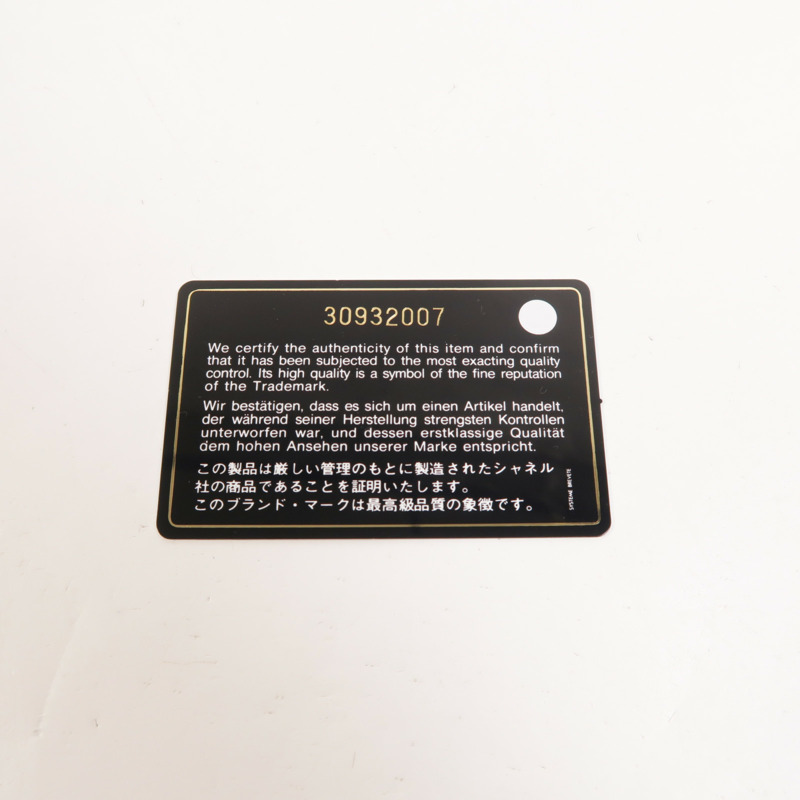 30932007
We certify the authenticity of this item and confirm
that it has been subjected to the most exacting quality
control. Its high quality is a symbol of the fine reputation
of the Trademark.
Wir bestätigen, dass es sich um einen Artikel handelt,
der während seiner Herstellung strengsten Kontrollen
unterworfen war, und dessen erstklassige Qualität
dem hohen Ansehen unserer Marke entspricht.
この製品は厳しい管理のもとに製造されたシャネル
社の商品であることを証明いたします。
このブランド・マークは最高級品質の象徴です。
SYSTEME BREVETE